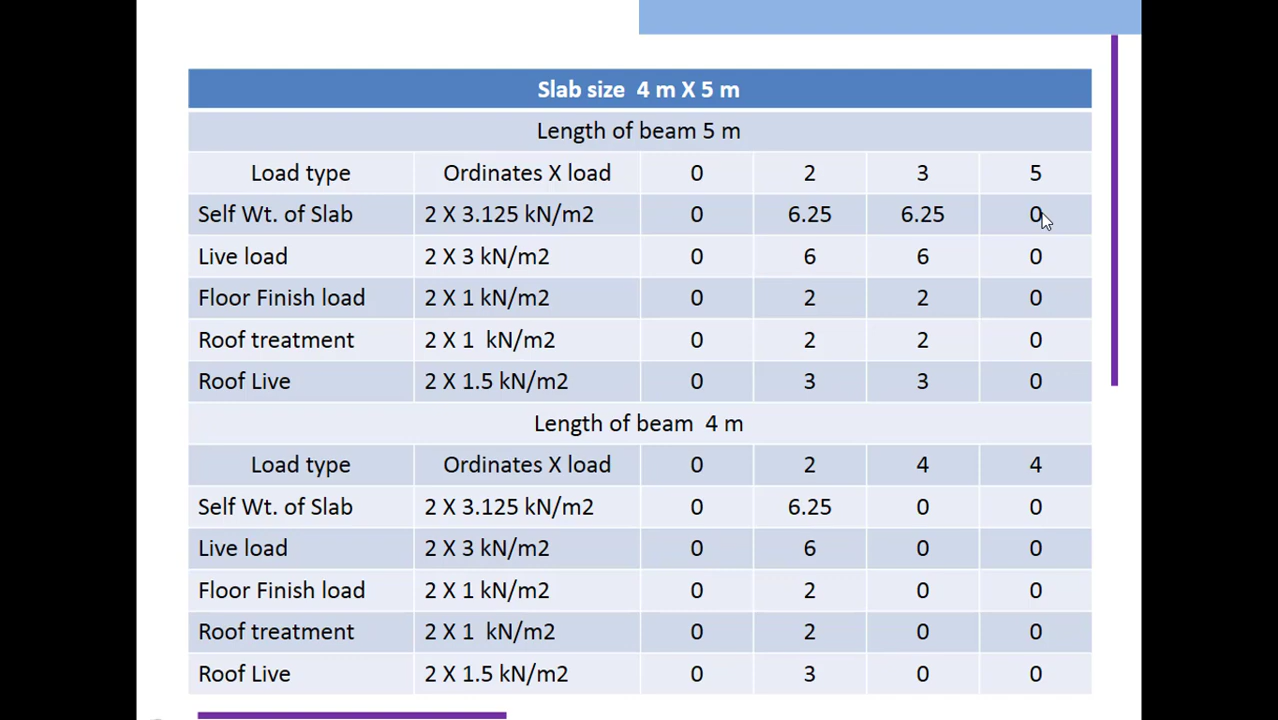 Slab size 4 m X 5 m
Length of beam 5 m
Load type Ordinates X load 0 2 3 5
Self Wt. of Slab 2 X 3.125 kN/m2 0 6.25 6.25 0
Live load 2 X 3 kN/m2 0 6 6 0
Floor Finish load 2 X 1 kN/m2 0 2 2 0
Roof treatment 2 X 1 kN/m2 0 2 2 0
Roof Live 2 X 1.5 kN/m2 0 3 3 0
Length of beam 4 m
Load type Ordinates X load 0 2 4 4
Self Wt. of Slab 2 X 3.125 kN/m2 0 6.25 0 0
Live load 2 X 3 kN/m2 0 6 0 0
Floor Finish load 2 X 1 kN/m2 0 2 0 0
Roof treatment 2 X 1 kN/m2 0 2 0 0
Roof Live 2 X 1.5 kN/m2 0 3 0 0